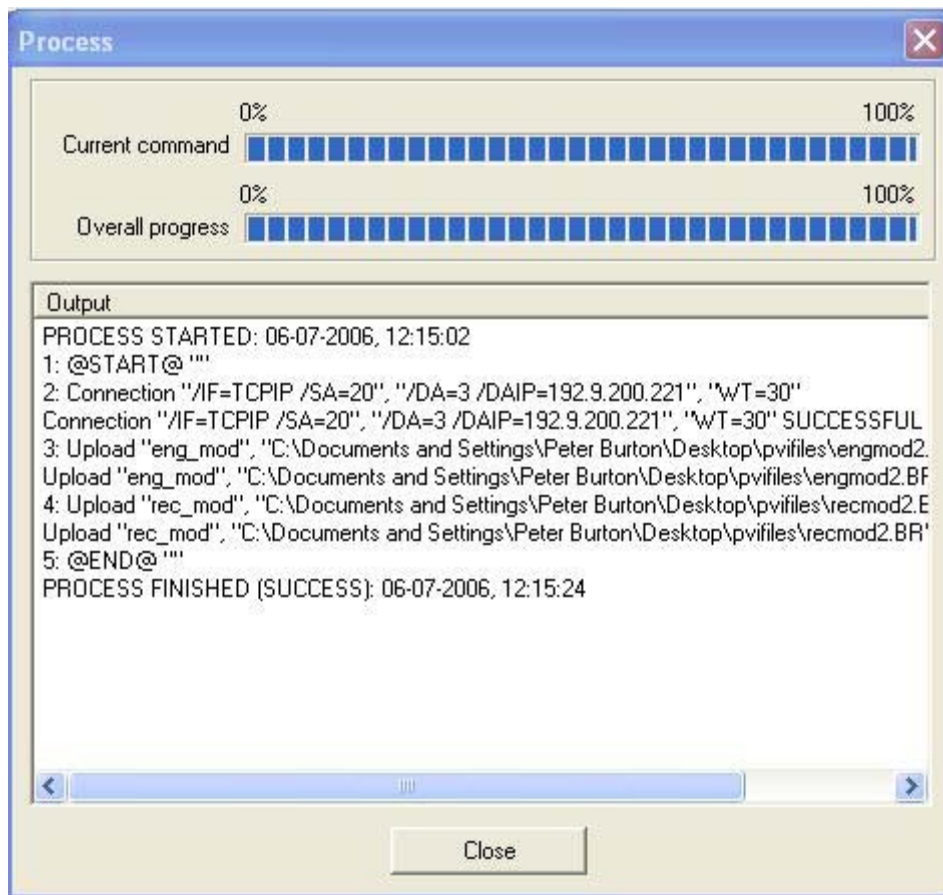 Process
0% 100%
Current command
0% 100%
Overall progress
Output
PROCESS STARTED: 06-07-2006, 12:15:02
1: @START@ ""
2: Connection "/IF=TCPIP /SA=20", "/DA=3 /DAIP=192.9.200.221", "WT=30"
Connection "/IF=TCPIP /SA=20", "/DA=3 /DAIP=192.9.200.221", "WT=30" SUCCESSFUL
3: Upload "eng_mod", "C:\Documents and Settings\Peter Burton\Desktop\pvifiles\engmod2.
Upload "eng_mod", "C:\Documents and Settings\Peter Burton\Desktop\pvifiles\engmod2.BR
4: Upload "rec_mod", "C:\Documents and Settings\Peter Burton\Desktop\pvifiles\recmod2.B
Upload "rec_mod", "C:\Documents and Settings\Peter Burton\Desktop\pvifiles\recmod2.BR"
5: @END@ ""
PROCESS FINISHED (SUCCESS): 06-07-2006, 12:15:24
Close